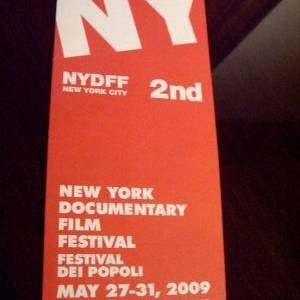 NY
NYDFF 2nd
NEW YORK CITY
NEW YORK
DOCUMENTARY
FILM
FESTIVAL
FESTIVAL
DEI POPOLI
MAY 27-31, 2009